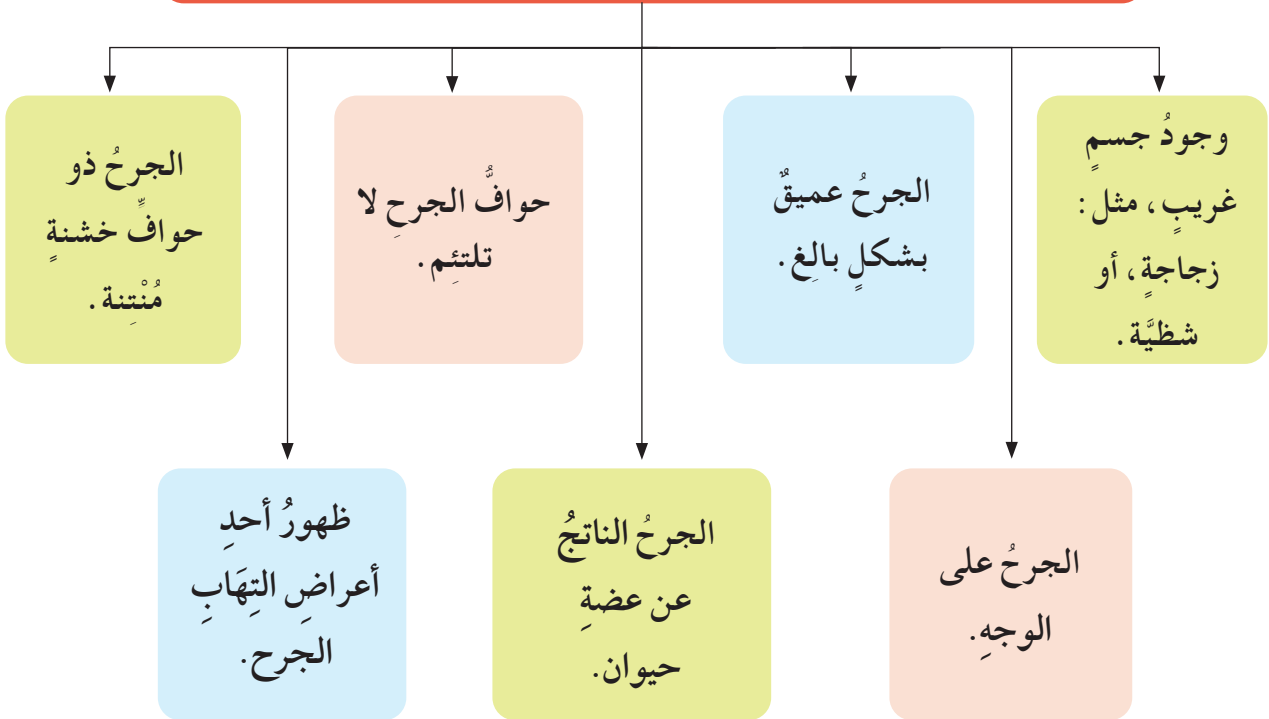 وجودُ جسمٍ
غريبٍ، مثل:
زجاجةٍ، أو
شظيَّة.
الجرحُ عميقٌ
بشكلٍ بالِغ.
حوافُّ الجرحِ لا
تلتئِم.
الجرحُ ذو
حوافٍّ خشنةٍ
مُنْتِنة.
الجرحُ على
الوجهِ.
الجرحُ الناتجُ
عن عضةِ
حيوان.
ظهورُ أحدِ
أعراضِ التِهَابِ
الجرح.